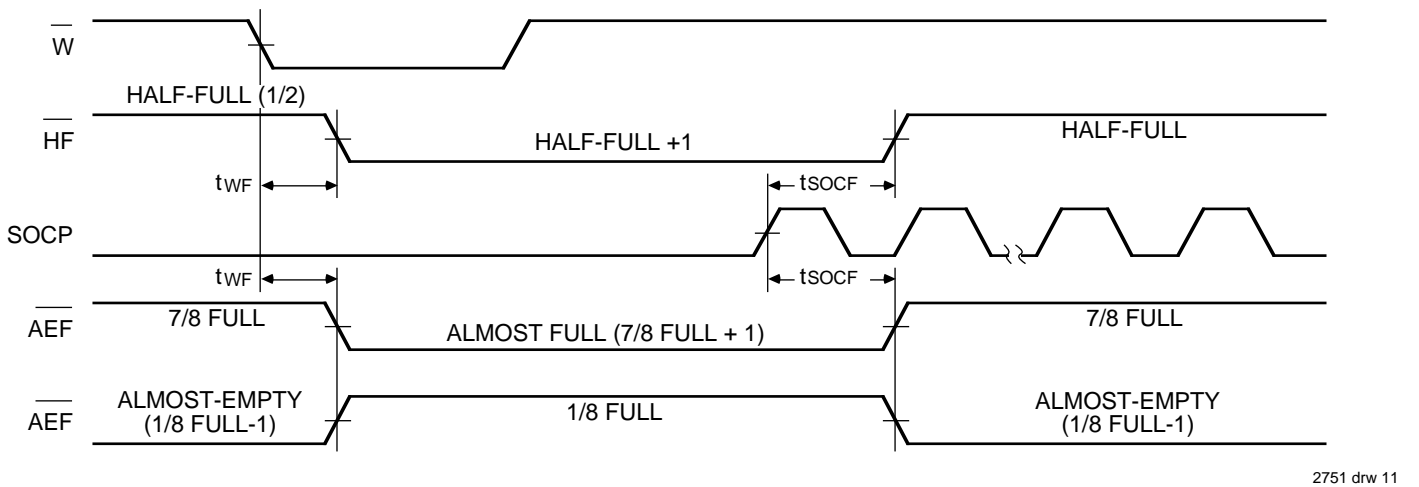 W
HALF-FULL (1/2)
HF
HALF-FULL +1
HALF-FULL
tWF
tSOCF
SOCP
tWF
tSOCF
AEF
7/8 FULL
ALMOST FULL (7/8 FULL + 1)
7/8 FULL
AEF
ALMOST-EMPTY
(1/8 FULL-1)
1/8 FULL
ALMOST-EMPTY
(1/8 FULL-1)
2751 drw 11